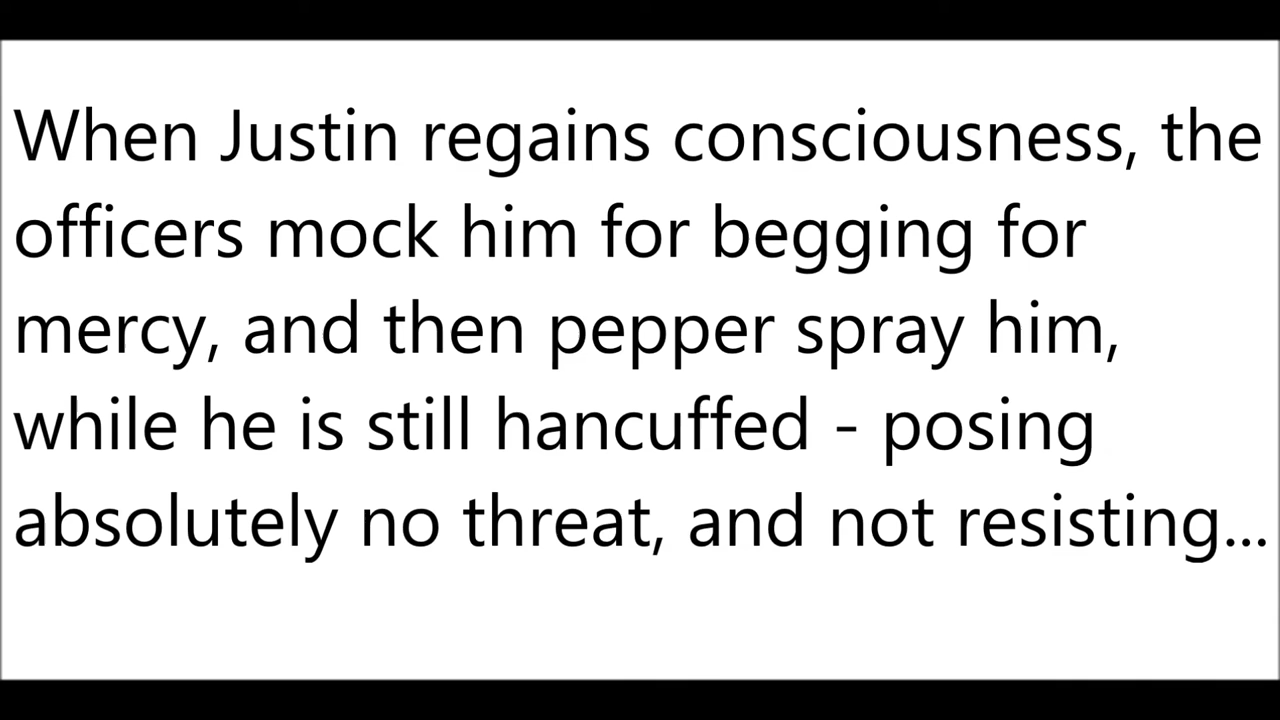 When Justin regains consciousness, the
officers mock him for begging for
mercy, and then pepper spray him,
while he is still hancuffed - posing
absolutely no threat, and not resisting...